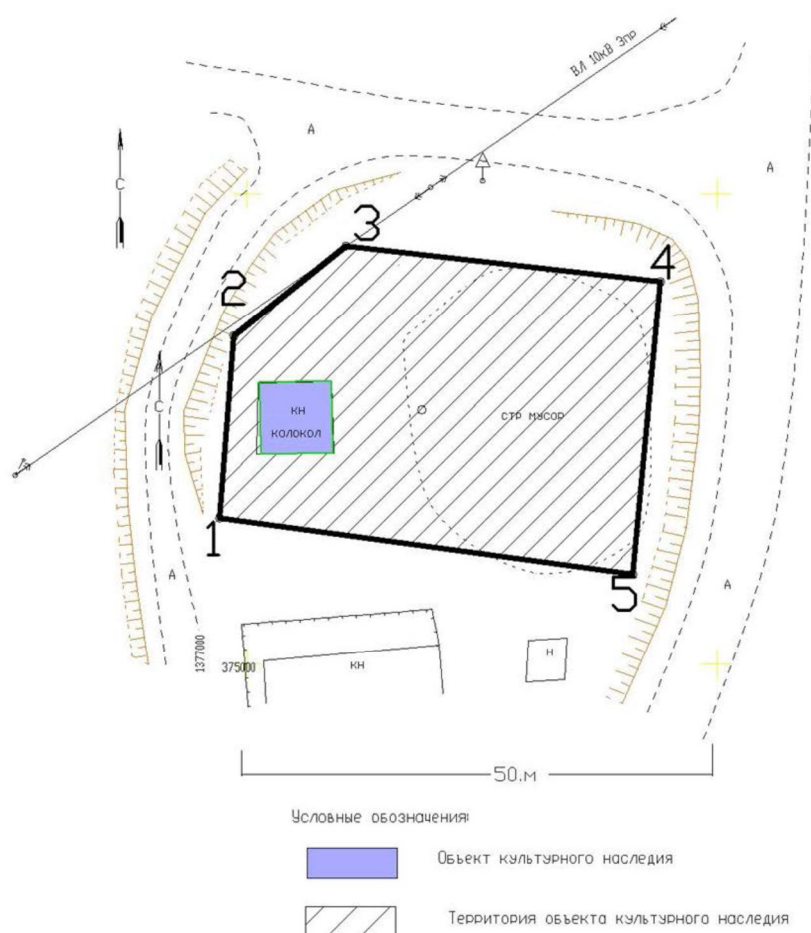 ВЛ 10кВ 3пр
А
А
С
3
2
4
С
КН
КОЛОКОЛ
СТР МУСОР
1
А
А
5
1377000
375000
КН
Н
50.м
Условные обозначения:
Объект культурного наследия
Территория объекта культурного наследия